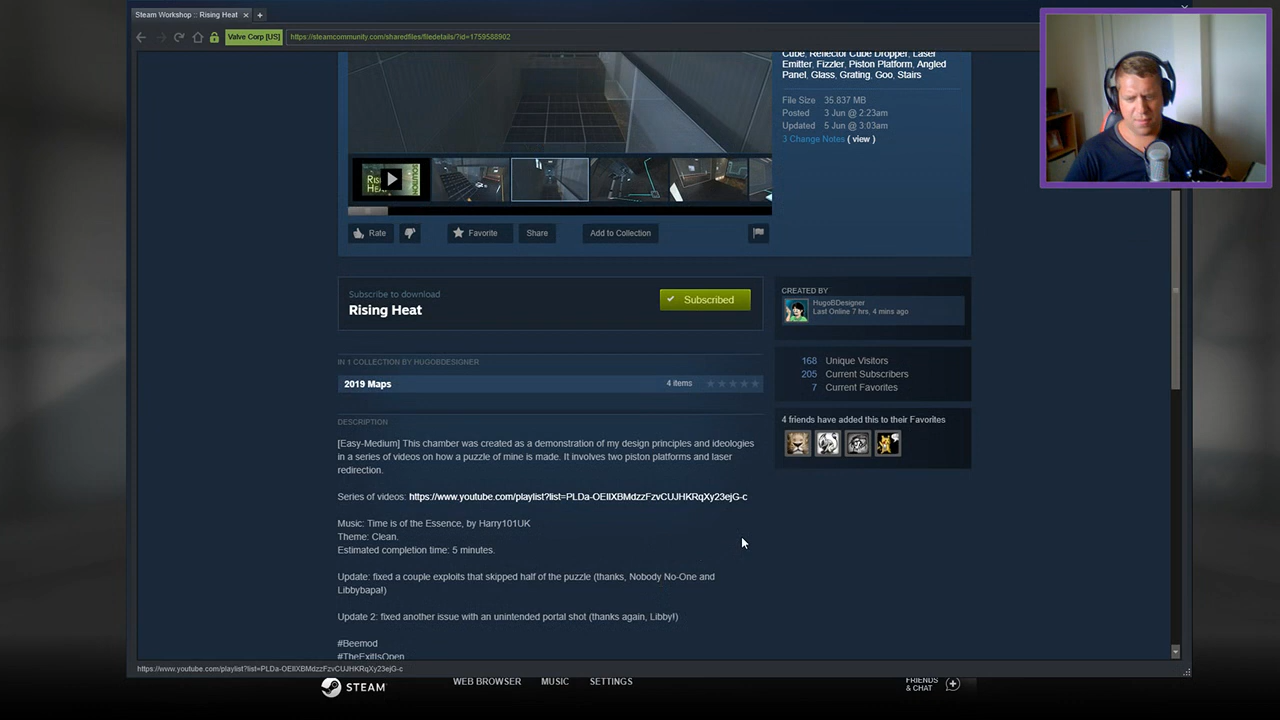 Steam Workshop :: Rising Heat
Valve Corp [US]
https://steamcommunity.com/sharedfiles/filedetails/?id=1759588902
Cube, Reflector Cube Dropper, Laser
Emitter, Fizzler, Piston Platform, Angled
Panel, Glass, Grating, Goo, Stairs
File Size 35.837 MB
Posted 3 Jun @ 2:23am
Updated 5 Jun @ 3:03am
3 Change Notes ( view )
Rate
Favorite
Share
Add to Collection
Subscribe to download
Rising Heat
Subscribed
CREATED BY
HugoBDesigner
Last Online 7 hrs, 4 mins ago
IN 1 COLLECTION BY HUGOBDESIGNER
2019 Maps 4 items
168 Unique Visitors
205 Current Subscribers
7 Current Favorites
4 friends have added this to their Favorites
DESCRIPTION
[Easy-Medium] This chamber was created as a demonstration of my design principles and ideologies
in a series of videos on how a puzzle of mine is made. It involves two piston platforms and laser
redirection.
Series of videos: https://www.youtube.com/playlist?list=PLDa-OEIlXBMdzzFzvCUJHKRqXy23ejG-c
Music: Time is of the Essence, by Harry101UK
Theme: Clean.
Estimated completion time: 5 minutes.
Update: fixed a couple exploits that skipped half of the puzzle (thanks, Nobody No-One and
Libbybapa!)
Update 2: fixed another issue with an unintended portal shot (thanks again, Libby!)
#Beemod
#TheExitIsOpen
https://www.youtube.com/playlist?list=PLDa-OEIlXBMdzzFzvCUJHKRqXy23ejG-c
STEAM
WEB BROWSER
MUSIC
SETTINGS
FRIENDS
& CHAT